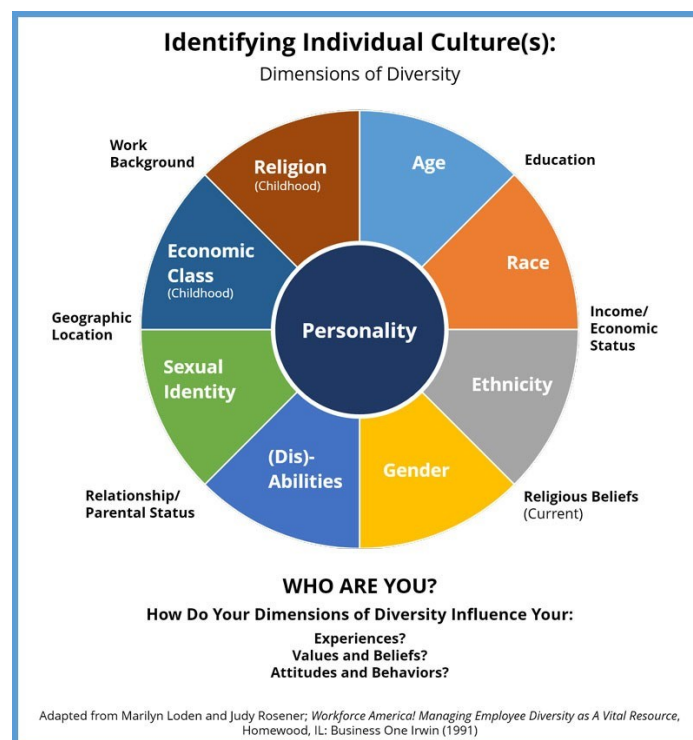 Identifying Individual Culture(s):
Dimensions of Diversity
Work
Background
Religion
(Childhood)
Age
Education
Economic
Class
(Childhood)
Race
Geographic
Location
Personality
Income/
Economic
Status
Sexual
Identity
Ethnicity
(Dis)-
Abilities
Gender
Relationship/
Parental Status
Religious Beliefs
(Current)
WHO ARE YOU?
How Do Your Dimensions of Diversity Influence Your:
Experiences?
Values and Beliefs?
Attitudes and Behaviors?
Adapted from Marilyn Loden and Judy Rosener; Workforce America! Managing Employee Diversity as A Vital Resource,
Homewood, IL: Business One Irwin (1991)